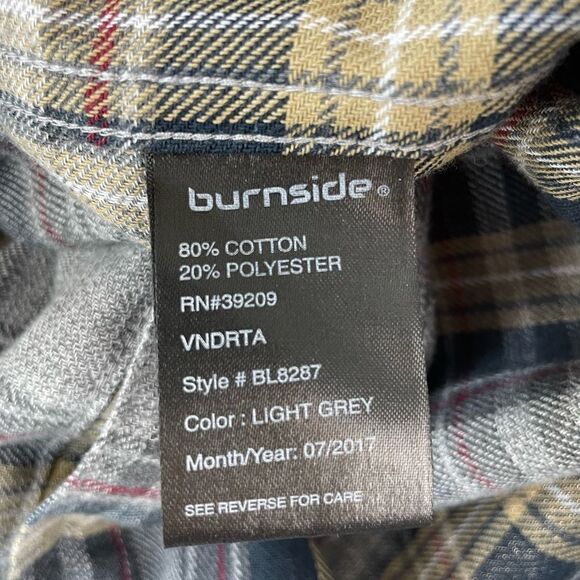 burnside®
80% COTTON
20% POLYESTER
RN#39209
VNDRTA
Style # BL8287
Color : LIGHT GREY
Month/Year: 07/2017
SEE REVERSE FOR CARE